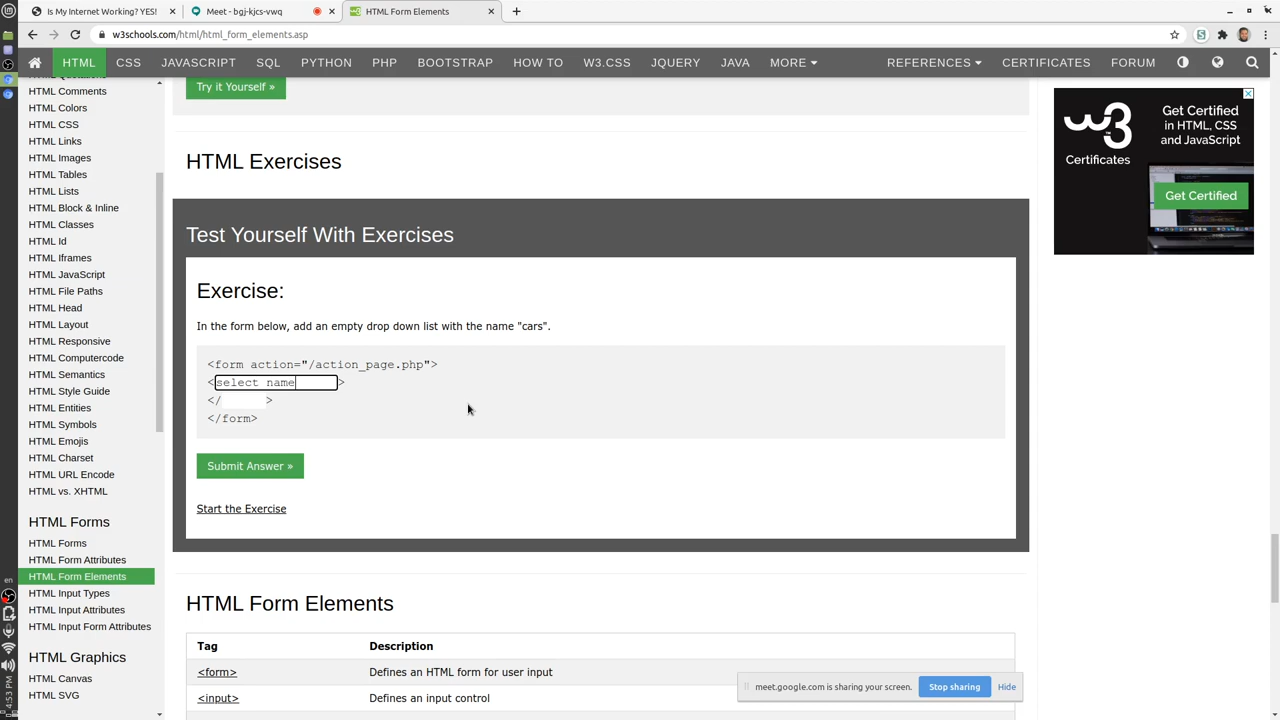 Is My Internet Working? YES!
Meet - bgj-kjcs-vwq
HTML Form Elements
w3schools.com/html/html_form_elements.asp
HTML CSS JAVASCRIPT SQL PYTHON PHP BOOTSTRAP HOW TO W3.CSS JQUERY JAVA MORE REFERENCES CERTIFICATES FORUM
HTML Comments
HTML Colors
HTML CSS
HTML Links
HTML Images
HTML Tables
HTML Lists
HTML Block & Inline
HTML Classes
HTML Id
HTML Iframes
HTML JavaScript
HTML File Paths
HTML Head
HTML Layout
HTML Responsive
HTML Computercode
HTML Semantics
HTML Style Guide
HTML Entities
HTML Symbols
HTML Emojis
HTML Charset
HTML URL Encode
HTML vs. XHTML
HTML Forms
HTML Forms
HTML Form Attributes
HTML Form Elements
HTML Input Types
HTML Input Attributes
HTML Input Form Attributes
HTML Graphics
HTML Canvas
HTML SVG
Try it Yourself »
HTML Exercises
Test Yourself With Exercises
Exercise:
In the form below, add an empty drop down list with the name "cars".
<form action="/action_page.php">
<select name >
</ >
</form>
Submit Answer »
Start the Exercise
HTML Form Elements
Tag Description
<form> Defines an HTML form for user input
<input> Defines an input control
w3
Certificates
Get Certified
in HTML, CSS
and JavaScript
Get Certified
meet.google.com is sharing your screen. Stop sharing Hide
en
4:53 PM